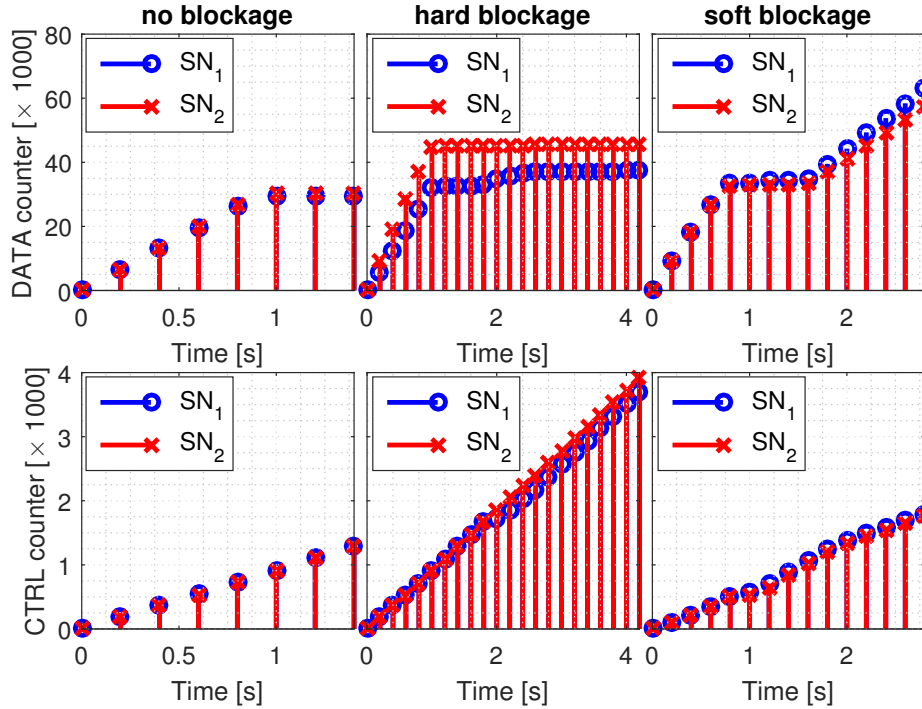 no blockage
hard blockage
soft blockage
DATA counter [× 1000]
80
60
40
20
0
SN1
SN2
0
0.5
1
Time [s]
SN1
SN2
0
2
4
Time [s]
SN1
SN2
0
1
2
Time [s]
CTRL counter [× 1000]
4
3
2
1
0
SN1
SN2
0
0.5
1
Time [s]
SN1
SN2
0
2
4
Time [s]
SN1
SN2
0
1
2
Time [s]